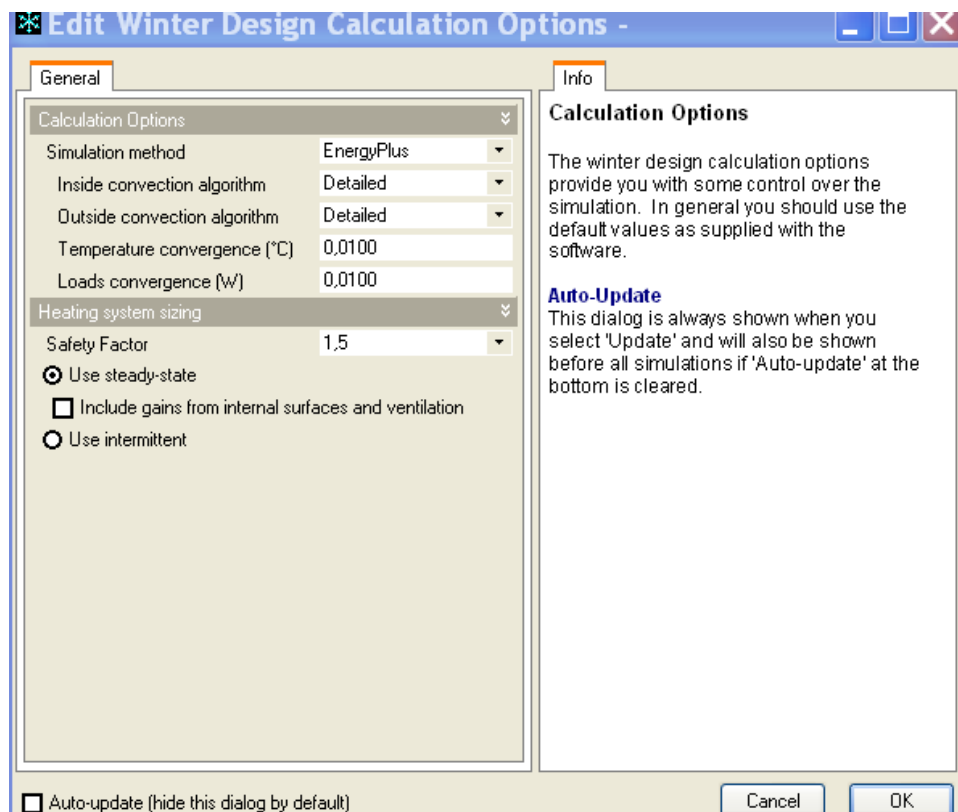 Edit Winter Design Calculation Options -
General
Calculation Options
Simulation method EnergyPlus
Inside convection algorithm Detailed
Outside convection algorithm Detailed
Temperature convergence (°C) 0,0100
Loads convergence (W) 0,0100
Heating system sizing
Safety Factor 1,5
Use steady-state
Include gains from internal surfaces and ventilation
Use intermittent
Info
Calculation Options
The winter design calculation options
provide you with some control over the
simulation. In general you should use the
default values as supplied with the
software.
Auto-Update
This dialog is always shown when you
select 'Update' and will also be shown
before all simulations if 'Auto-update' at the
bottom is cleared.
Auto-update (hide this dialog by default)
Cancel
OK